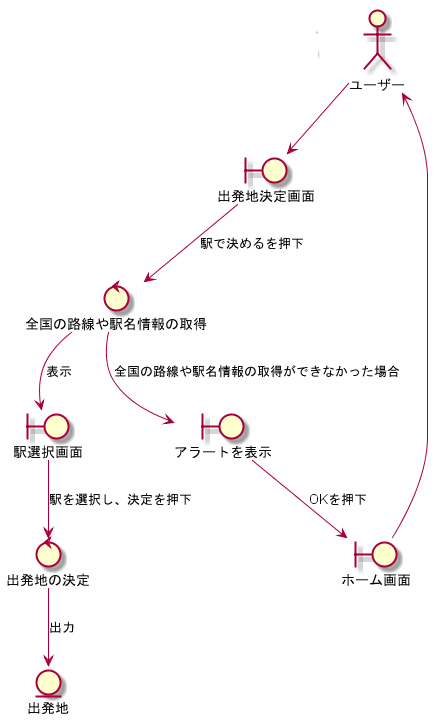 ユーザー
出発地決定画面
駅で決めるを押下
全国の路線や駅名情報の取得
表示
全国の路線や駅名情報の取得ができなかった場合
駅選択画面
アラートを表示
駅を選択し、決定を押下
OKを押下
出発地の決定
ホーム画面
出力
出発地